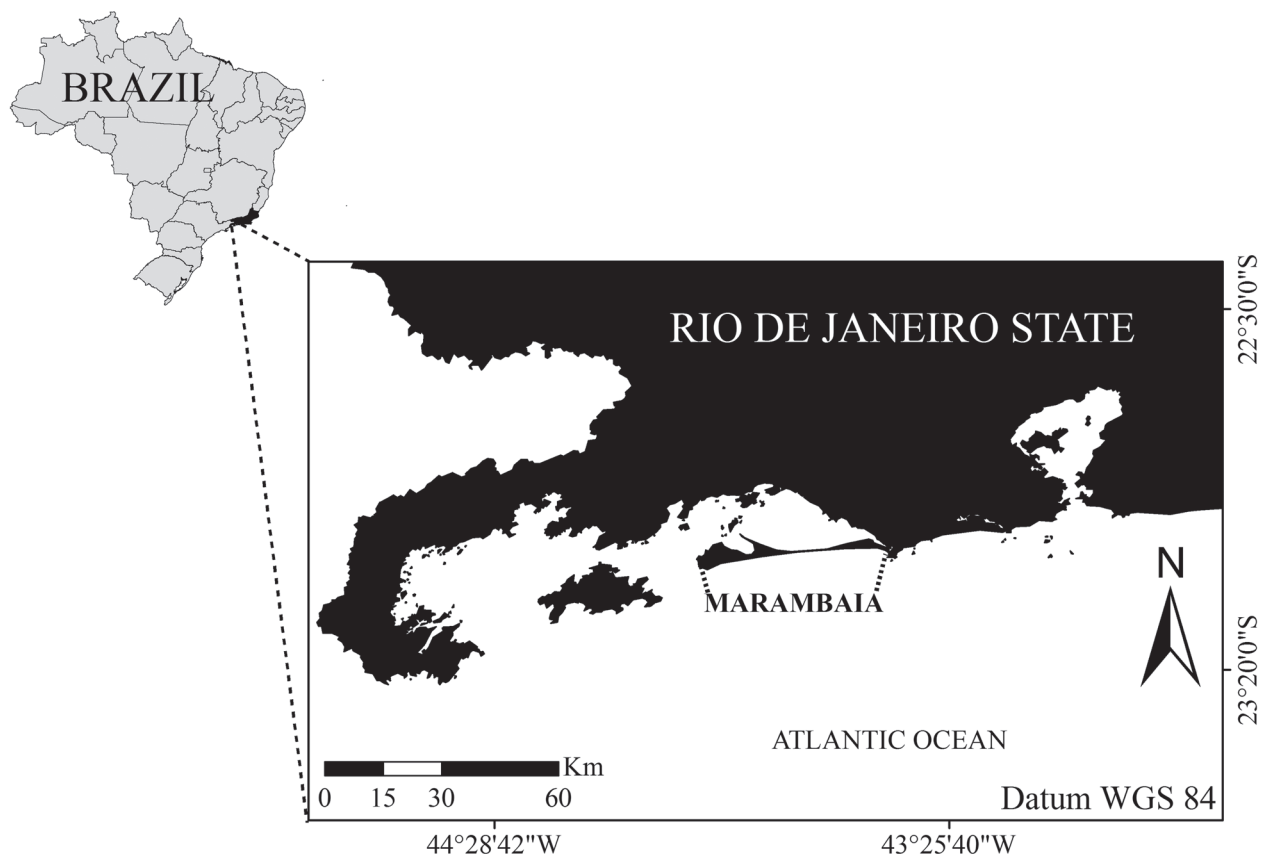 BRAZIL
RIO DE JANEIRO STATE
22°30'0"S
MARAMBAIA
N
23°20'0"S
ATLANTIC OCEAN
Km
0 15 30 60
Datum WGS 84
44°28'42"W 43°25'40"W